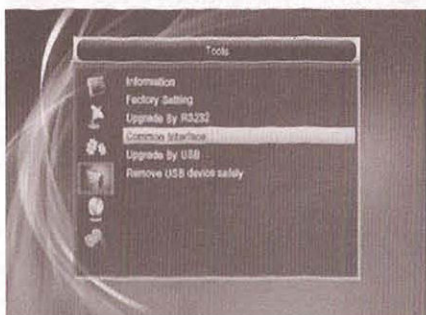 Tools
Information
Factory Setting
Upgrade By RS232
Common Interface
Upgrade By USB
Remove USB device safely